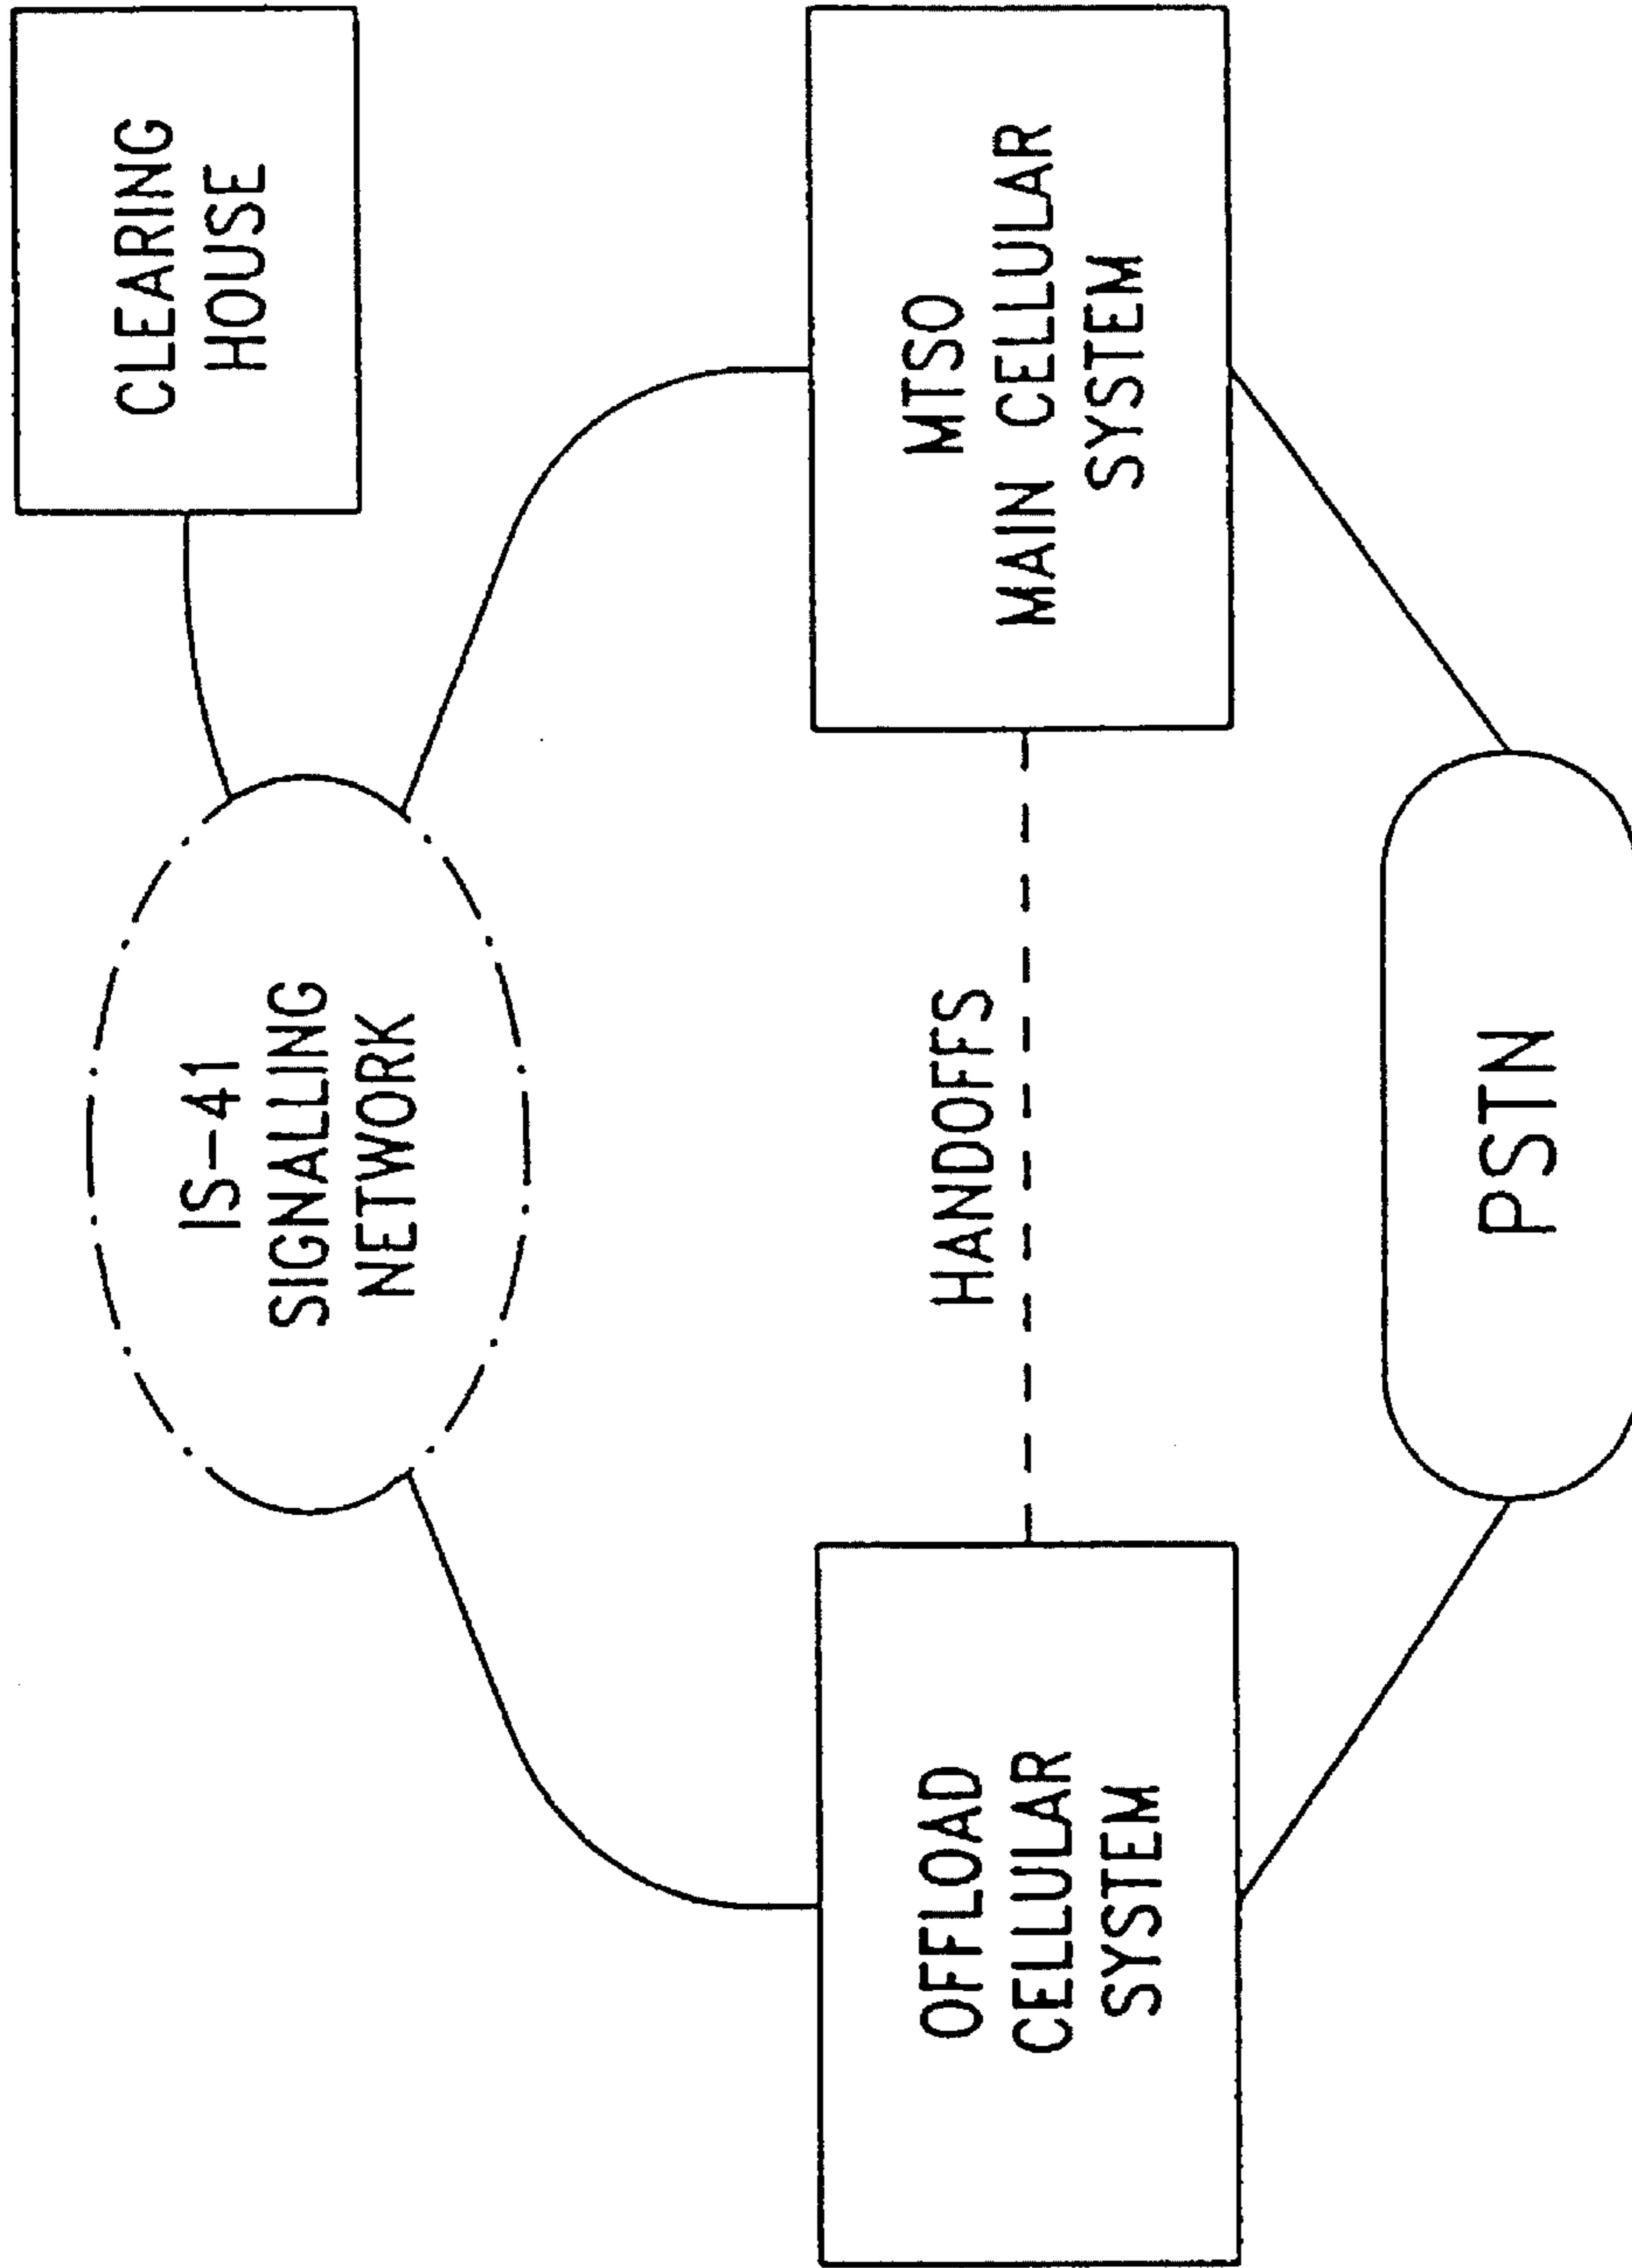 CLEARING
HOUSE
IS-41
SIGNALLING
NETWORK
MTSO
MAIN CELLULAR
SYSTEM
HANDOFFS
OFFLOAD
CELLULAR
SYSTEM
PSTN